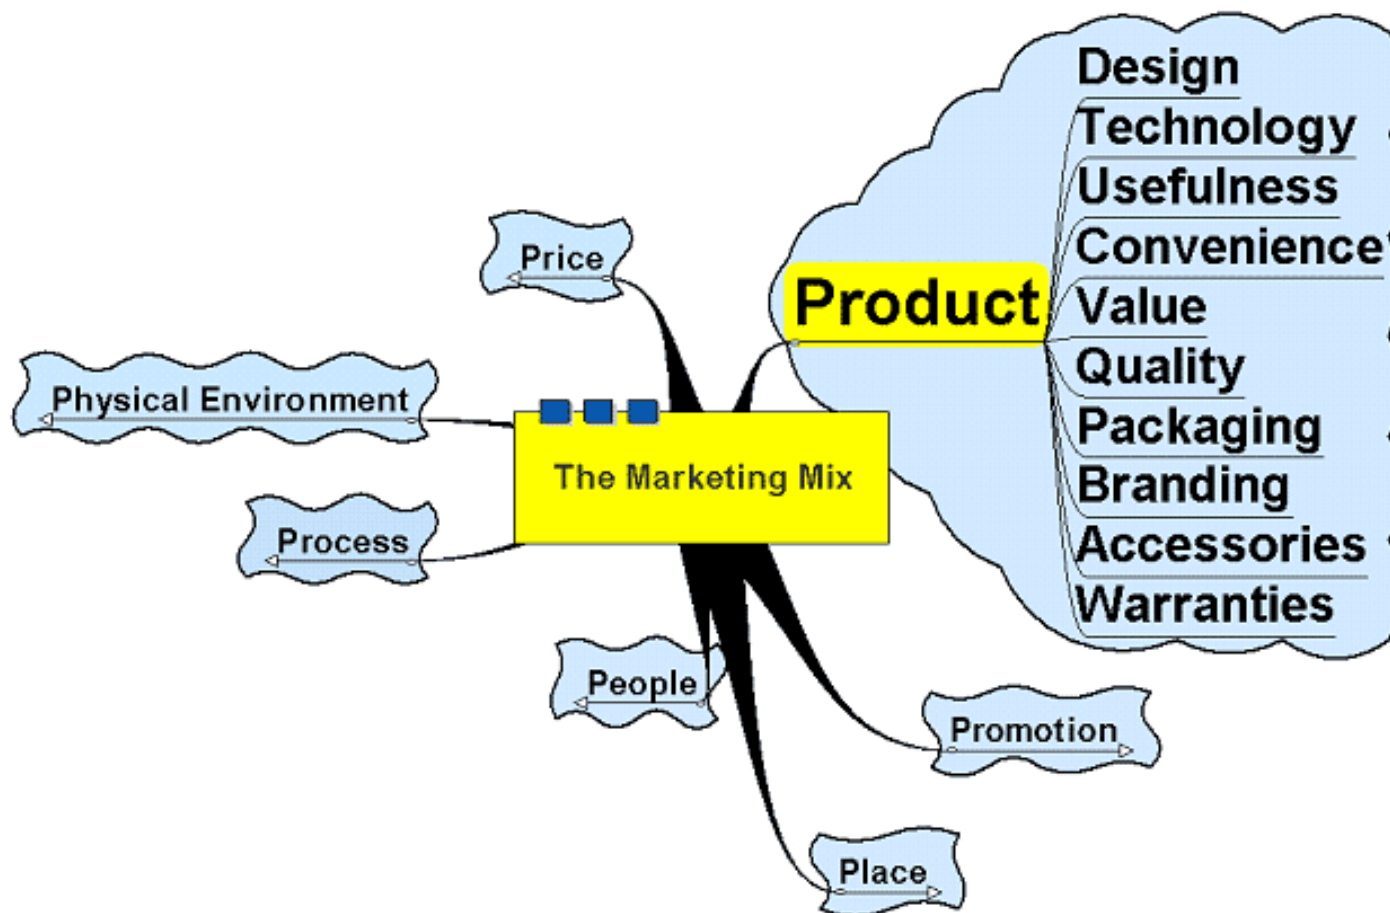 Design
Technology
Usefulness
Convenience
Value
Quality
Packaging
Branding
Accessories
Warranties
Product
Price
Physical Environment
The Marketing Mix
Process
People
Promotion
Place